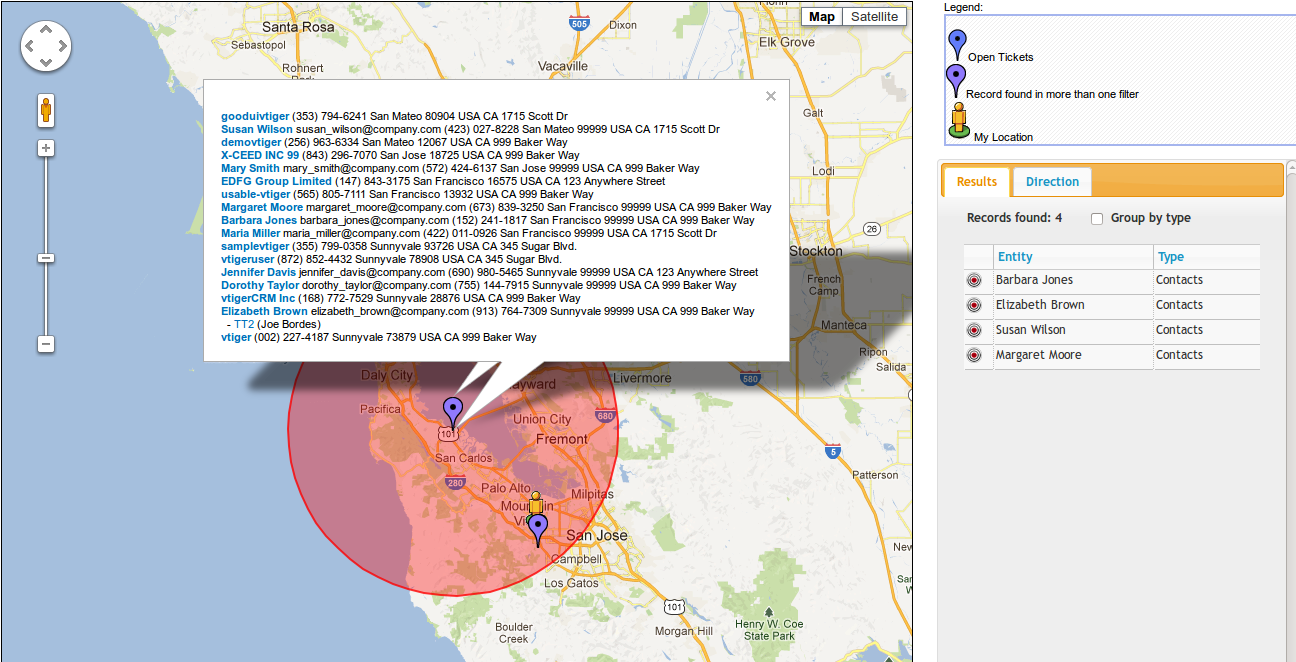 Santa Rosa
Sebastopol
Rohnert
505
Dixon
Vacaville
Elk Grove
Map
Satellite
Galt
Lodi
26
Stockton
French
Camp
Manteca
Ripon
Salida
gooduivtiger (353) 794-6241 San Mateo 80904 USA CA 1715 Scott Dr
Susan Wilson susan_wilson@company.com (423) 027-8228 San Mateo 99999 USA CA 1715 Scott Dr
demovtiger (256) 963-6334 San Mateo 12067 USA CA 999 Baker Way
X-CEED INC 99 (843) 296-7070 San Jose 18725 USA CA 999 Baker Way
Mary Smith mary_smith@company.com (572) 424-6137 San Jose 99999 USA CA 999 Baker Way
EDFG Group Limited (147) 843-3175 San Francisco 16575 USA CA 123 Anywhere Street
usable-vtiger (565) 805-7111 San Francisco 13932 USA CA 999 Baker Way
Margaret Moore margaret_moore@company.com (673) 839-3250 San Francisco 99999 USA CA 999 Baker Way
Barbara Jones barbara_jones@company.com (152) 241-1817 San Francisco 99999 USA CA 999 Baker Way
Maria Miller maria_miller@company.com (422) 011-0926 San Francisco 99999 USA CA 1715 Scott Dr
samplevtiger (355) 799-0358 Sunnyvale 93726 USA CA 345 Sugar Blvd.
vtigeruser (872) 852-4432 Sunnyvale 78908 USA CA 345 Sugar Blvd.
Jennifer Davis jennifer_davis@company.com (690) 980-5465 Sunnyvale 99999 USA CA 123 Anywhere Street
Dorothy Taylor dorothy_taylor@company.com (755) 144-7915 Sunnyvale 99999 USA CA 999 Baker Way
vtigerCRM Inc (168) 772-7529 Sunnyvale 28876 USA CA 999 Baker Way
Elizabeth Brown elizabeth_brown@company.com (913) 764-7309 Sunnyvale 99999 USA CA 999 Baker Way
- TT2 (Joe Bordes)
vtiger (002) 227-4187 Sunnyvale 73879 USA CA 999 Baker Way
Daly City
ayward
Livermore
580
Pacifica
Union City
680
101
Fremont
San Carlos
5
280
Palo Alto
Milpitas
Patterson
San Jose
Campbell
Los Gatos
101
Henry W. Coe
State Park
Boulder
Creek
Morgan Hill
Legend:
Open Tickets
Record found in more than one filter
My Location
Results
Direction
Records found: 4
Group by type
Entity Type
Barbara Jones Contacts
Elizabeth Brown Contacts
Susan Wilson Contacts
Margaret Moore Contacts